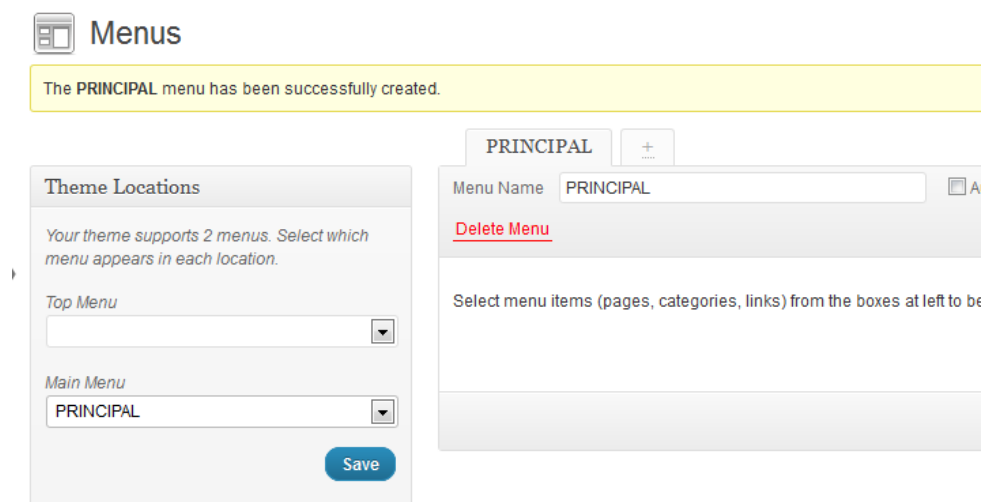 Menus
The PRINCIPAL menu has been successfully created.
Theme Locations
Your theme supports 2 menus. Select which
menu appears in each location.
Top Menu
Main Menu
PRINCIPAL
Save
PRINCIPAL +
Menu Name PRINCIPAL
Delete Menu
Select menu items (pages, categories, links) from the boxes at left to